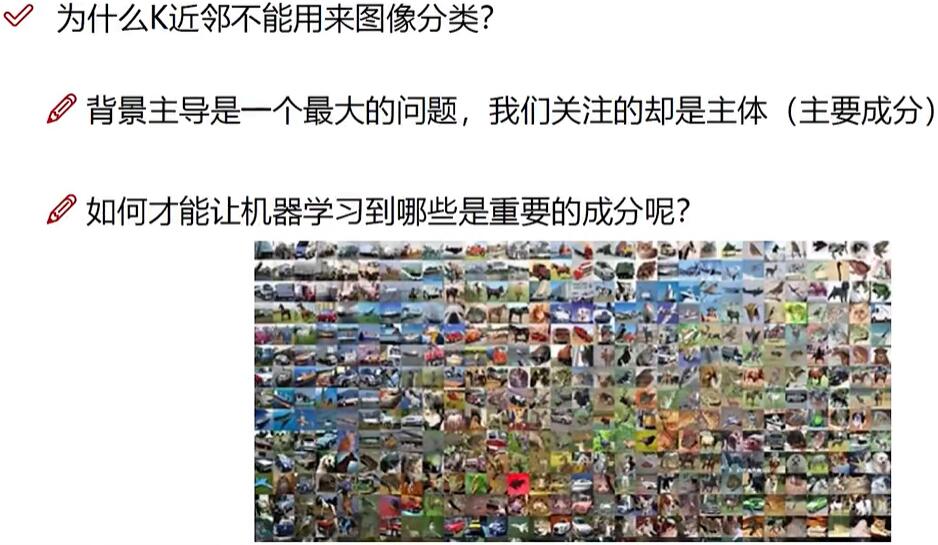 为什么K近邻不能用来图像分类？
背景主导是一个最大的问题，我们关注的却是主体（主要成分）
如何才能让机器学习到哪些是重要的成分呢？